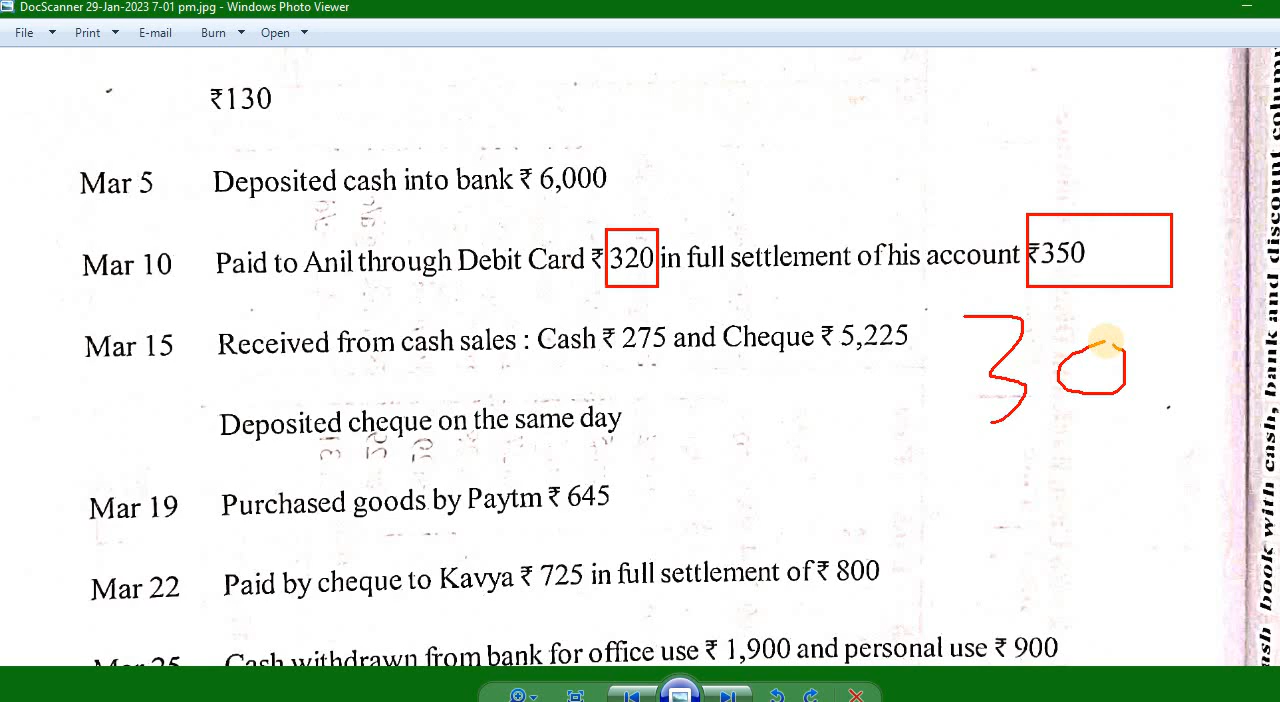 DocScanner 29-Jan-2023 7-01 pm.jpg - Windows Photo Viewer
File Print E-mail Burn Open
₹130
Mar 5 Deposited cash into bank ₹ 6,000
Mar 10 Paid to Anil through Debit Card ₹ 320 in full settlement of his account ₹350
Mar 15 Received from cash sales : Cash ₹ 275 and Cheque ₹ 5,225
30
Deposited cheque on the same day
Mar 19 Purchased goods by Paytm ₹ 645
Mar 22 Paid by cheque to Kavya ₹ 725 in full settlement of ₹ 800
Mar 25 Cash withdrawn from bank for office use ₹ 1,900 and personal use ₹ 900
book with cash, bank and discount